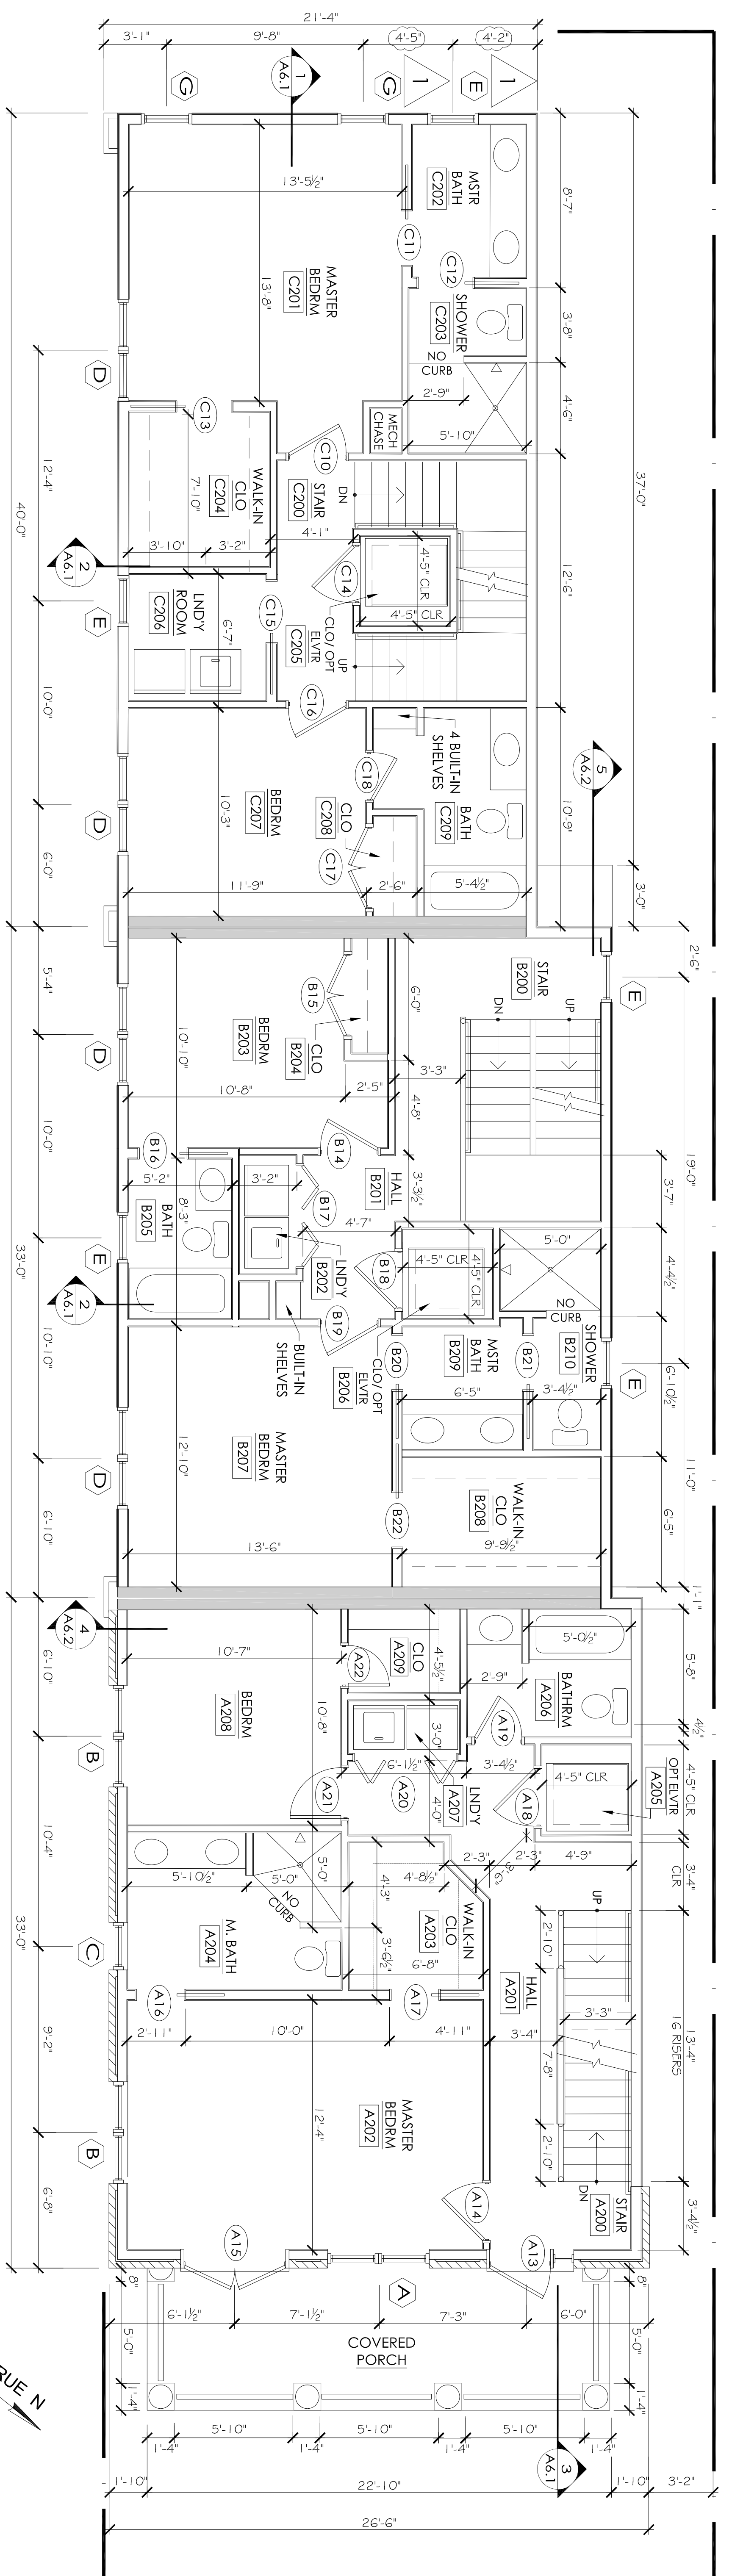 21'-4"
3'-1"
9'-8"
4'-5"
4'-2"
G
1
A6.1
G
1
E
1
37'-0"
8'-7"
3'-8"
4'-6"
12'-6"
10'-9"
3'-0"
MSTR
BATH
C202
13'-5½"
C11
C12
MASTER
BEDRM
C201
13'-8"
SHOWER
C203
NO
CURB
2'-9"
5'-10"
MECH
CHASE
D
C13
C10
WALK-IN
CLO
C204
7'-10"
STAIR
C200
DN
4'-1"
3'-10"
3'-2"
C14
4'-5" CLR
4'-5" CLR
2
A6.1
12'-4"
40'-0"
E
LND'Y
ROOM
C206
6'-7"
C15
CLO/ OPT
ELVTR
C205
UP
C16
10'-0"
4 BUILT-IN
SHELVES
C18
BATH
C209
5
A6.2
D
BEDRM
C207
10'-3"
CLO
C208
C17
11'-9"
2'-6"
5'-4½"
6'-0"
2'-6"
5'-4"
STAIR
B200
E
UP
DN
B15
6'-0"
D
BEDRM
B203
CLO
B204
10'-10"
10'-8"
2'-5"
3'-3"
4'-8"
10'-0"
19'-0"
B16
B14
HALL
B201
3'-3½"
3'-7"
5'-2"
3'-2"
B17
BATH
B205
8'-3"
4'-7"
5'-0"
4'-4½"
E
LND'Y
B202
B18
4'-5" CLR
4'-5" CLR
33'-0"
2
A6.1
NO
CURB
B19
BUILT-IN
SHELVES
CLO/ OPT
ELVTR
B206
B20
MSTR
BATH
B209
B21
SHOWER
B210
E
6'-10½"
10'-10"
6'-5"
3'-4½"
MASTER
BEDRM
B207
12'-10"
D
WALK-IN
CLO
B208
B22
11'-0"
6'-5"
13'-6"
9'-9½"
6'-10"
1'-1"
4
A6.2
10'-7"
A22
CLO
A209
4'-5½"
5'-0½"
5'-8"
6'-10"
BEDRM
A208
10'-8"
2'-9"
BATHRM
A206
4½"
A19
B
3'-0"
6'-1½"
3'-4½"
4'-5" CLR
OPT ELVTR
A205
4'-5" CLR
A21
A20
LND'Y
A207
A18
4'-0"
2'-3"
2'-3"
4'-9"
3'-6"
3'-4"
CLR
10'-4"
5'-10½"
5'-0"
5'-0"
NO
CURB
4'-3"
4'-8½"
WALK-IN
CLO
A203
UP
2'-10"
33'-0"
C
M. BATH
A204
3'-6½"
6'-8"
HALL
A201
3'-3"
13'-4"
16 RISERS
A16
A17
2'-11"
10'-0"
4'-11"
3'-4"
7'-8"
9'-2"
MASTER
BEDRM
A202
12'-4"
2'-10"
B
A14
DN
STAIR
A200
3'-4½"
6'-8"
A15
A13
8"
8"
A
6'-1½"
7'-1½"
7'-3"
6'-0"
5'-0"
5'-0"
COVERED
PORCH
1'-4"
1'-4"
5'-10"
5'-10"
5'-10"
1'-4"
1'-4"
1'-4"
1'-4"
3
A6.1
1'-10"
22'-10"
1'-10"
3'-2"
26'-6"
RUE N